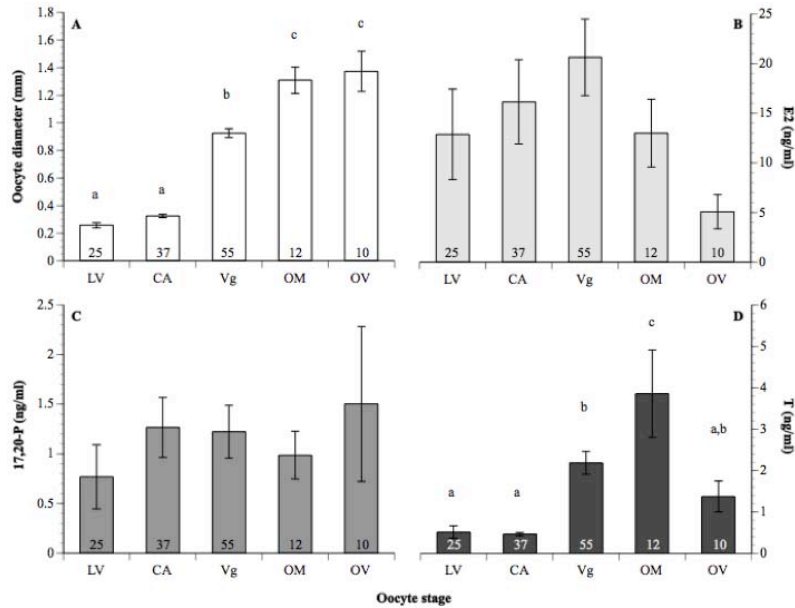 A
Oocyte diameter (mm)
1.8
1.6
1.4
1.2
1
0.8
0.6
0.4
0.2
0
a
a
b
c
c
25 37 55 12 10
LV CA Vg OM OV
B
E2 (ng/ml)
25
20
15
10
5
0
25 37 55 12 10
LV CA Vg OM OV
C
17,20-P (ng/ml)
2.5
2
1.5
1
0.5
0
25 37 55 12 10
LV CA Vg OM OV
D
T (ng/ml)
6
5
4
3
2
1
0
a
a
b
c
a,b
25 37 55 12 10
LV CA Vg OM OV
Oocyte stage